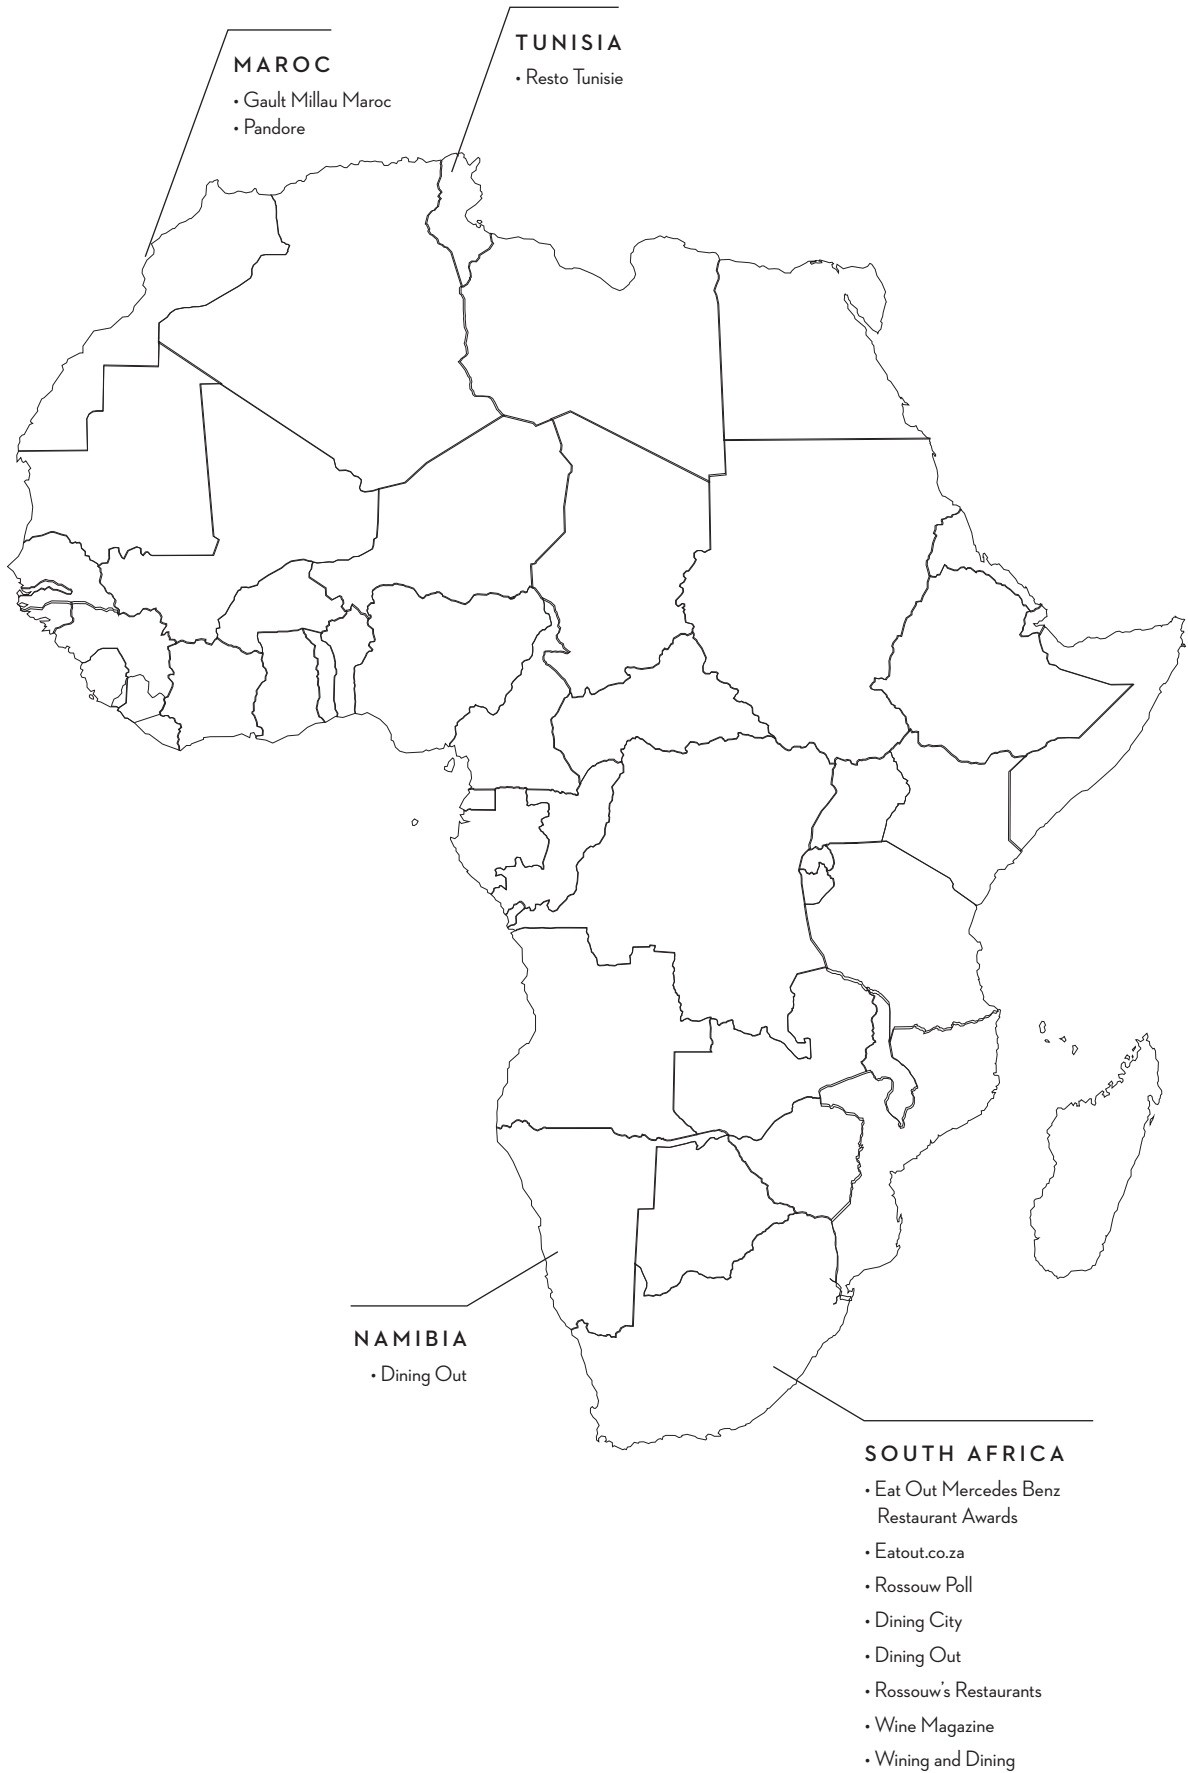 TUNISIA
• Resto Tunisie
MAROC
• Gault Millau Maroc
• Pandore
NAMIBIA
• Dining Out
SOUTH AFRICA
• Eat Out Mercedes Benz
Restaurant Awards
• Eatout.co.za
• Rossouw Poll
• Dining City
• Dining Out
• Rossouw's Restaurants
• Wine Magazine
• Wining and Dining